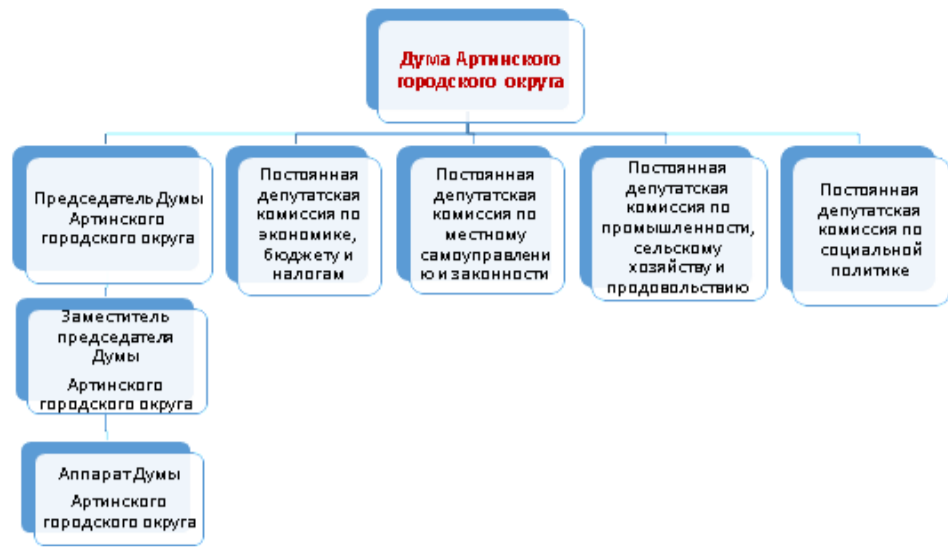 Дума Артинского
городского округа
Председатель Думы
Артинского
городского округа
Постоянная
депутатская
комиссия по
экономике,
бюджету и
налогам
Постоянная
депутатская
комиссия по
местному
самоуправлени
ю и законности
Постоянная
депутатская
комиссия по
промышленности,
сельскому
хозяйству и
продовольствию
Постоянная
депутатская
комиссия по
социальной
политике
Заместитель
председателя
Думы
Артинского
городского округа
Аппарат Думы
Артинского
городского округа